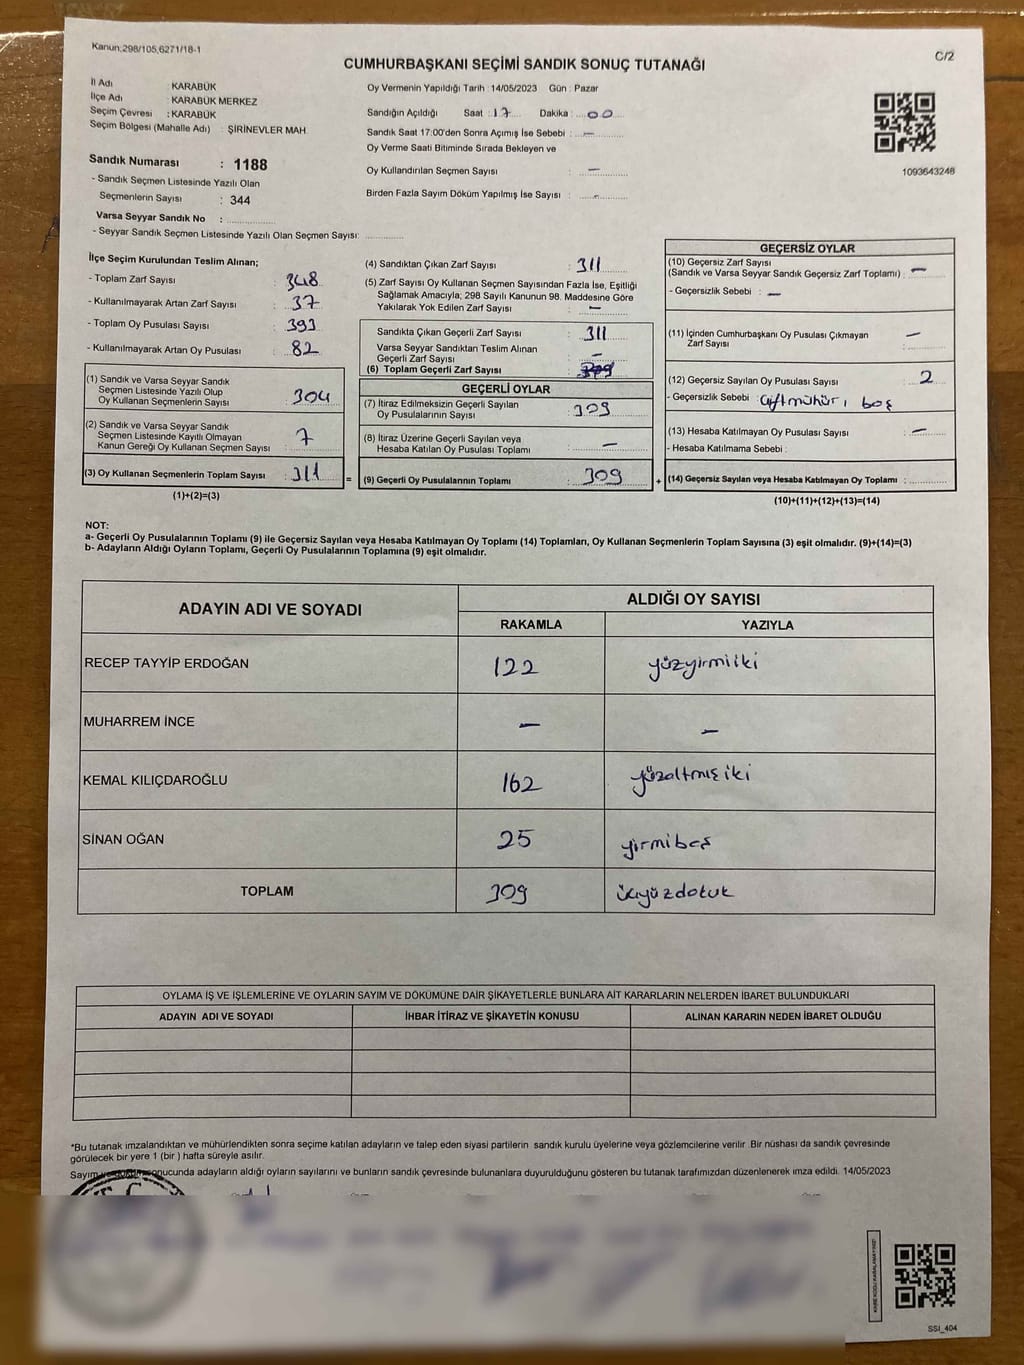 Kanun:298/105,6271/18-1
C/2
CUMHURBAŞKANI SEÇİMİ SANDIK SONUÇ TUTANAĞI
İl Adı : KARABÜK
İlçe Adı : KARABÜK MERKEZ
Seçim Çevresi : KARABÜK
Seçim Bölgesi (Mahalle Adı) : ŞİRİNEVLER MAH.
Sandık Numarası : 1188
- Sandık Seçmen Listesinde Yazılı Olan
Seçmenlerin Sayısı : 344
Varsa Seyyar Sandık No :
- Seyyar Sandık Seçmen Listesinde Yazılı Olan Seçmen Sayısı:
Oy Vermenin Yapıldığı Tarih : 14/05/2023 Gün : Pazar
Sandığın Açıldığı Saat : 17 Dakika : 00
Sandık Saat 17:00'den Sonra Açımış İse Sebebi : —
Oy Verme Saati Bitiminde Sırada Bekleyen ve
Oy Kullandırılan Seçmen Sayısı : —
Birden Fazla Sayım Döküm Yapılmış İse Sayısı : -
1093643248
İlçe Seçim Kurulundan Teslim Alınan;
- Toplam Zarf Sayısı : 348
- Kullanılmayarak Artan Zarf Sayısı : 37
- Toplam Oy Pusulası Sayısı : 393
- Kullanılmayarak Artan Oy Pusulası : 82
(1) Sandık ve Varsa Seyyar Sandık
Seçmen Listesinde Yazılı Olup
Oy Kullanan Seçmenlerin Sayısı : 304
(2) Sandık ve Varsa Seyyar Sandık
Seçmen Listesinde Kayıtlı Olmayan
Kanun Gereği Oy Kullanan Seçmen Sayısı : 7
(3) Oy Kullanan Seçmenlerin Toplam Sayısı : 311
(1)+(2)=(3)
(4) Sandıktan Çıkan Zarf Sayısı : 311
(5) Zarf Sayısı Oy Kullanan Seçmen Sayısından Fazla İse, Eşitliği
Sağlamak Amacıyla; 298 Sayılı Kanunun 98. Maddesine Göre
Yakılarak Yok Edilen Zarf Sayısı : —
Sandıkta Çıkan Geçerli Zarf Sayısı : 311
Varsa Seyyar Sandıktan Teslim Alınan
Geçerli Zarf Sayısı : —
(6) Toplam Geçerli Zarf Sayısı :
GEÇERLİ OYLAR
(7) İtiraz Edilmeksizin Geçerli Sayılan
Oy Pusulalarının Sayısı : 309
(8) İtiraz Üzerine Geçerli Sayılan veya
Hesaba Katılan Oy Pusulası Toplamı : —
= (9) Geçerli Oy Pusulalarının Toplamı : 309
GEÇERSİZ OYLAR
(10) Geçersiz Zarf Sayısı
(Sandık ve Varsa Seyyar Sandık Geçersiz Zarf Toplamı) : —
- Geçersizlik Sebebi : —
(11) İçinden Cumhurbaşkanı Oy Pusulası Çıkmayan
Zarf Sayısı : —
(12) Geçersiz Sayılan Oy Pusulası Sayısı : 2
- Geçersizlik Sebebi : çift mühür, boş
(13) Hesaba Katılmayan Oy Pusulası Sayısı : —
- Hesaba Katılmama Sebebi :
+ (14) Geçersiz Sayılan veya Hesaba Katılmayan Oy Toplamı :
(10)+(11)+(12)+(13)=(14)
NOT:
a- Geçerli Oy Pusulalarının Toplamı (9) ile Geçersiz Sayılan veya Hesaba Katılmayan Oy Toplamı (14) Toplamları, Oy Kullanan Seçmenlerin Toplam Sayısına (3) eşit olmalıdır. (9)+(14)=(3)
b- Adayların Aldığı Oyların Toplamı, Geçerli Oy Pusulalarının Toplamına (9) eşit olmalıdır.
ADAYIN ADI VE SOYADI ALDIĞI OY SAYISI
RAKAMLA YAZIYLA
RECEP TAYYİP ERDOĞAN 122 yüzyirmiiki
MUHARREM İNCE — —
KEMAL KILIÇDAROĞLU 162 yüzaltmışiki
SİNAN OĞAN 25 yirmibeş
TOPLAM 309 üçyüzdokuz
OYLAMA İŞ VE İŞLEMLERİNE VE OYLARIN SAYIM VE DÖKÜMÜNE DAİR ŞİKAYETLERLE BUNLARA AİT KARARLARIN NELERDEN İBARET BULUNDUKLARI
ADAYIN ADI VE SOYADI İHBAR İTİRAZ VE ŞİKAYETİN KONUSU ALINAN KARARIN NEDEN İBARET OLDUĞU
*Bu tutanak imzalandıktan ve mühürlendikten sonra seçime katılan adayların ve talep eden siyasi partilerin sandık kurulu üyelerine veya gözlemcilerine verilir. Bir nüshası da sandık çevresinde
görülecek bir yere 1 (bir ) hafta süreyle asılır.
Sayım sonucunda adayların aldığı oyların sayılarını ve bunların sandık çevresinde bulunanlara duyurulduğunu gösteren bu tutanak tarafımızdan düzenlenerek imza edildi. 14/05/2023
SSI_404